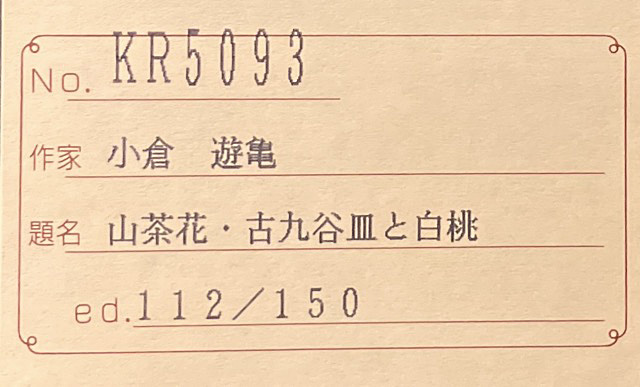 No. KR5093
作家 小倉 遊亀
題名 山茶花・古九谷皿と白桃
ed.112/150